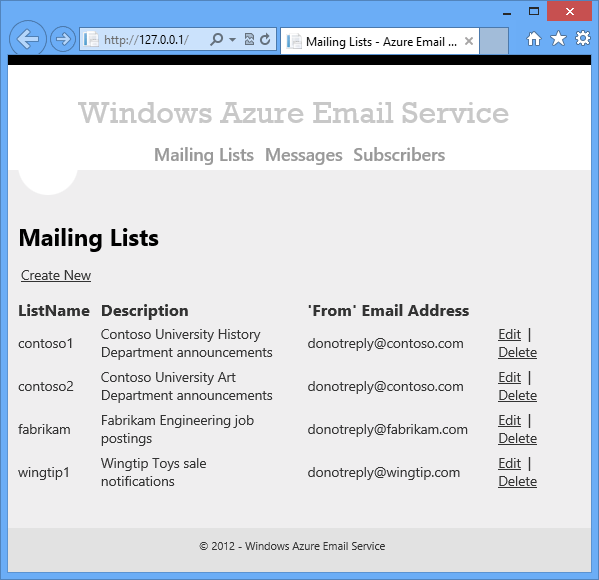 http://127.0.0.1/
Mailing Lists - Azure Email ...
Windows Azure Email Service
Mailing Lists Messages Subscribers
Mailing Lists
Create New
ListName Description 'From' Email Address
contoso1 Contoso University History Department announcements donotreply@contoso.com Edit | Delete
contoso2 Contoso University Art Department announcements donotreply@contoso.com Edit | Delete
fabrikam Fabrikam Engineering job postings donotreply@fabrikam.com Edit | Delete
wingtip1 Wingtip Toys sale notifications donotreply@wingtip.com Edit | Delete
© 2012 - Windows Azure Email Service